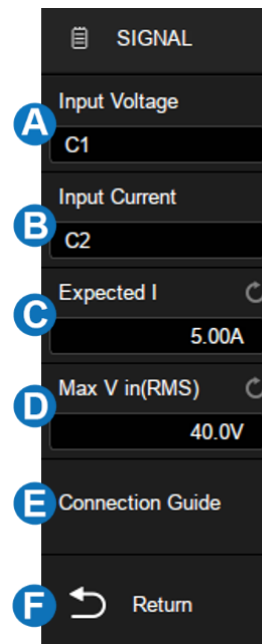 SIGNAL
A
Input Voltage
C1
B
Input Current
C2
C
Expected I
5.00A
D
Max V in(RMS)
40.0V
E
Connection Guide
F
Return